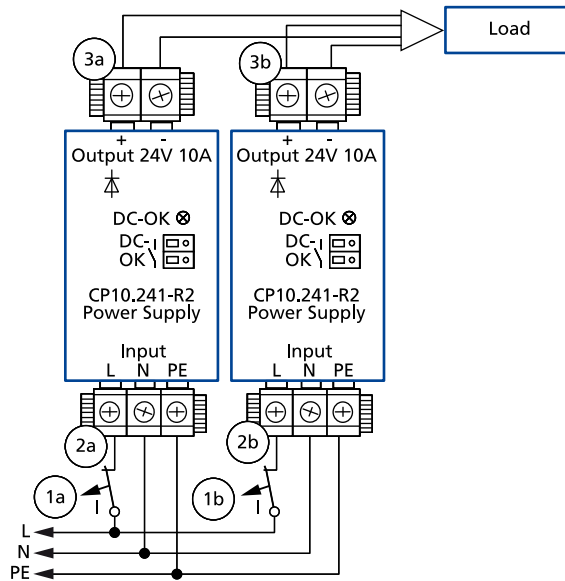 Load
3a
3b
+ -
Output 24V 10A
DC-OK
DC-
OK
CP10.241-R2
Power Supply
Input
L N PE
+ -
Output 24V 10A
DC-OK
DC-
OK
CP10.241-R2
Power Supply
Input
L N PE
2a
2b
1a
I
1b
I
L
N
PE